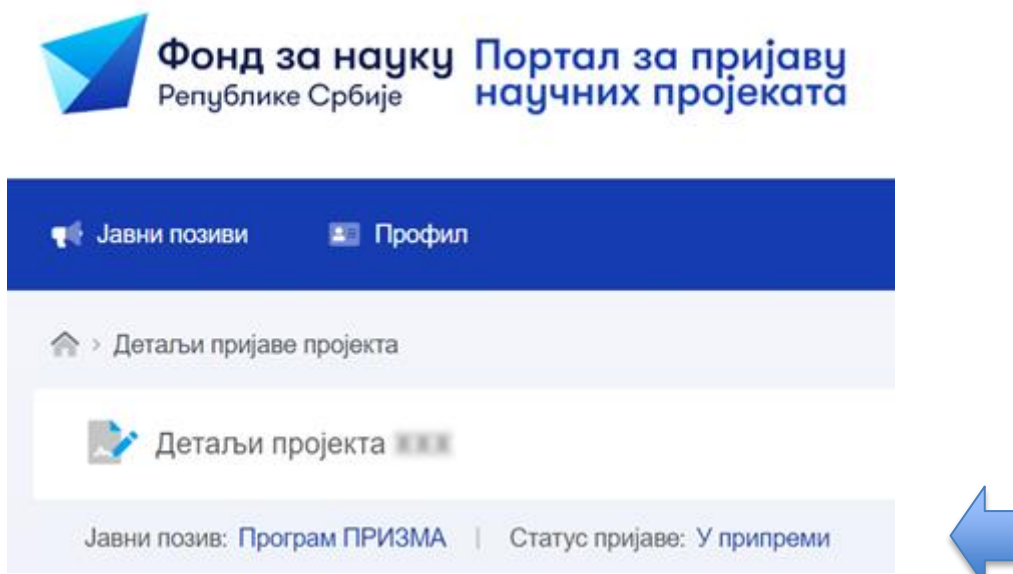 Фонд за науку
Републике Србије
Портал за пријаву
научних пројеката
Јавни позиви
Профил
Детаљи пријаве пројекта
Детаљи пројекта
Јавни позив: Програм ПРИЗМА | Статус пријаве: У припреми